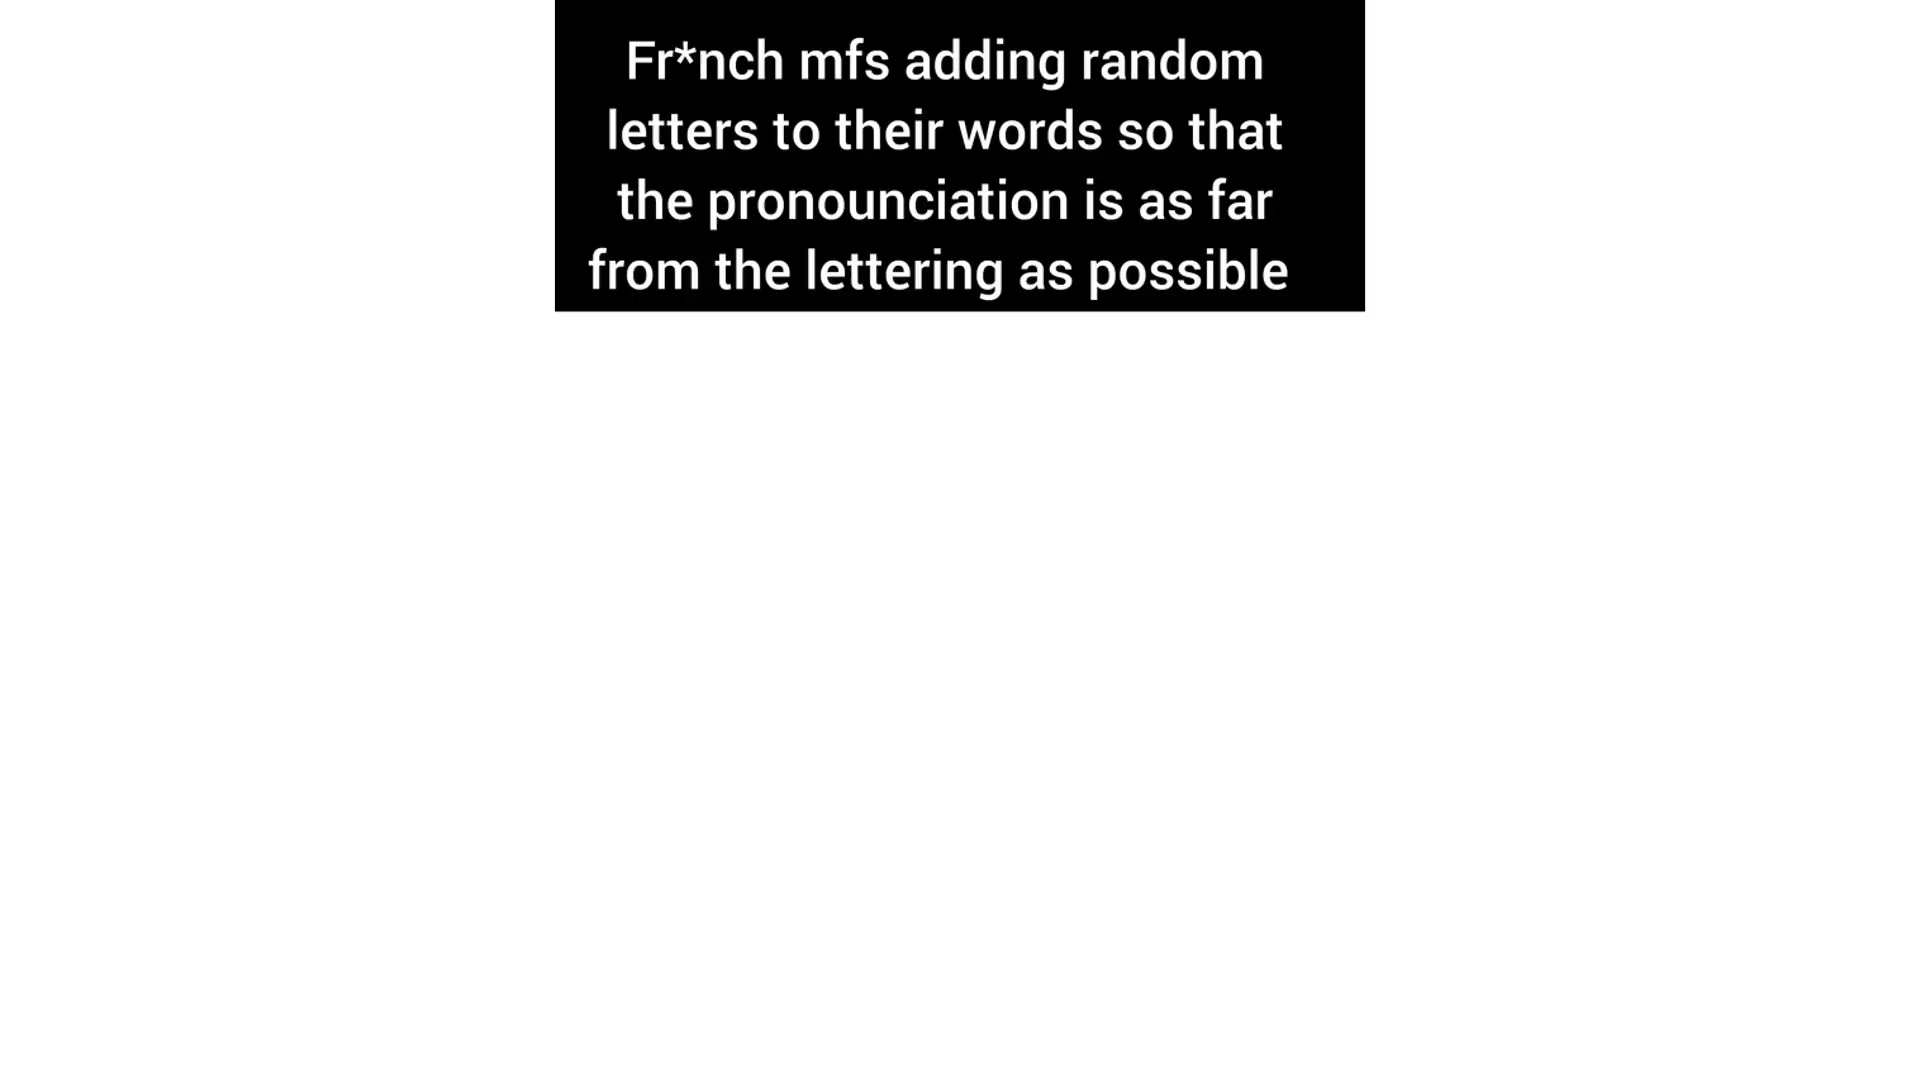 Fr*nch mfs adding random
letters to their words so that
the pronounciation is as far
from the lettering as possible